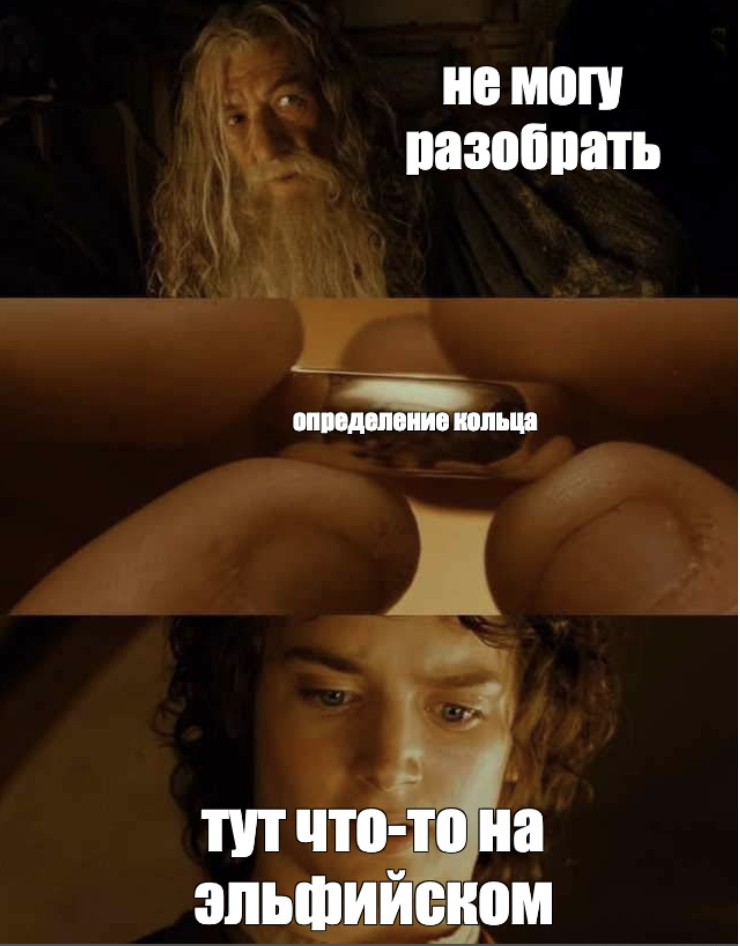 не могу
разобрать
определение кольца
тут что-то на
эльфийском